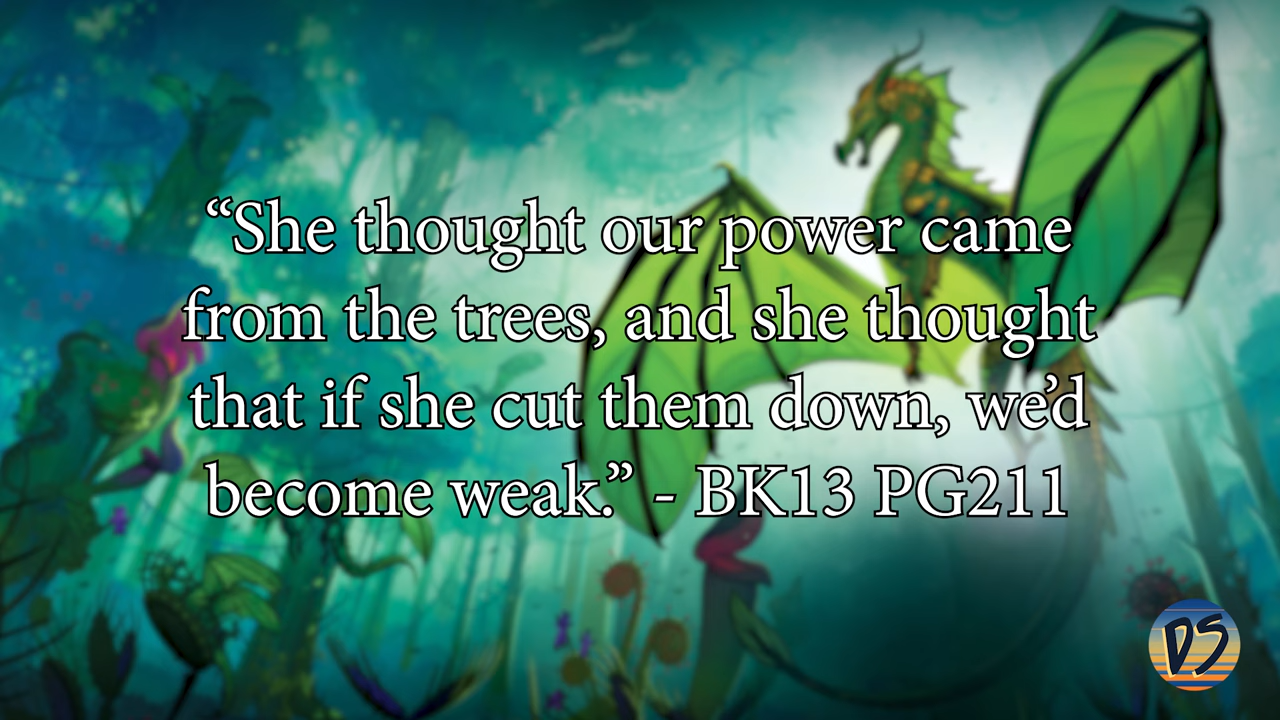 “She thought our power came
from the trees, and she thought
that if she cut them down, we’d
become weak.” - BK13 PG211
DS